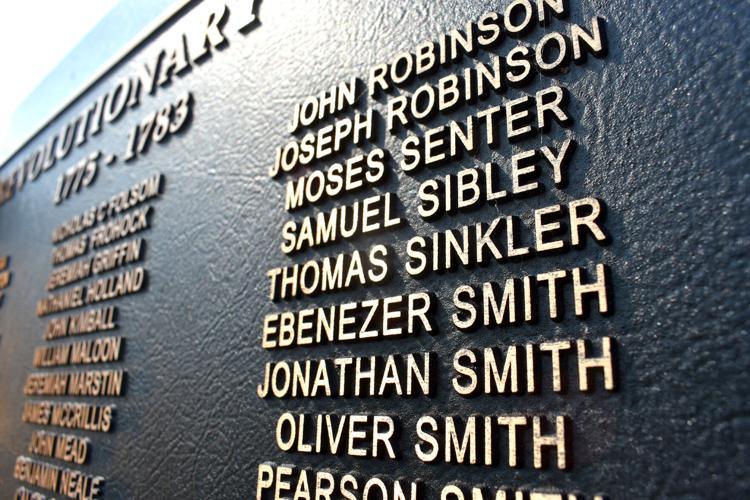 REVOLUTIONARY
1775 - 1783
NICHOLAS C FOLSOM
THOMAS FROHOCK
JEREMIAH GRIFFIN
NATHANIEL HOLLAND
JOHN KIMBALL
WILLIAM MALOON
JEREMIAH MARSTIN
JAMES MCCRILLIS
JOHN MEAD
BENJAMIN NEALE
JOHN ROBINSON
JOSEPH ROBINSON
MOSES SENTER
SAMUEL SIBLEY
THOMAS SINKLER
EBENEZER SMITH
JONATHAN SMITH
OLIVER SMITH
PEARSON SMITH